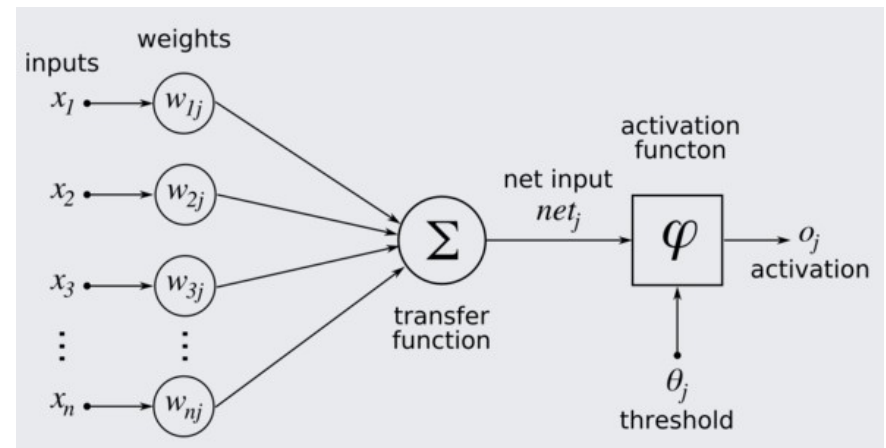 weights
inputs
x1
w1j
activation
functon
x2
w2j
net input
netj
Σ
φ
oj
activation
x3
w3j
transfer
function
θj
threshold
xn
wnj